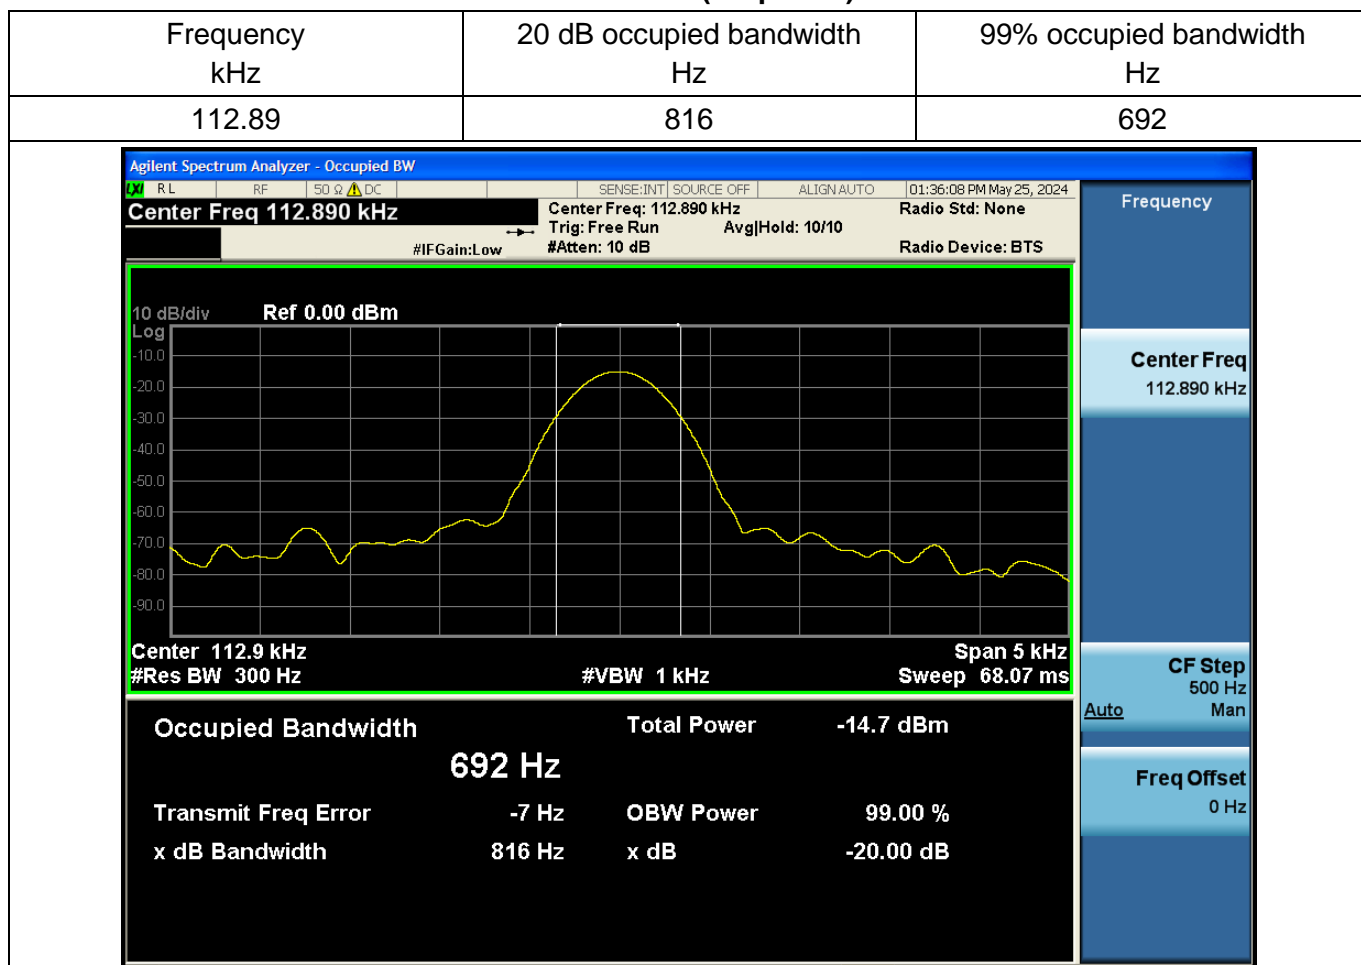 Frequency 20 dB occupied bandwidth 99% occupied bandwidth
kHz Hz Hz
112.89 816 692
Agilent Spectrum Analyzer - Occupied BW
LXI RL RF 50 Ω ⚠ DC SENSE:INT SOURCE OFF ALIGN AUTO 01:36:08 PM May 25, 2024
Center Freq 112.890 kHz Center Freq: 112.890 kHz Radio Std: None Frequency
Trig: Free Run Avg|Hold: 10/10
#IFGain:Low #Atten: 10 dB Radio Device: BTS
10 dB/div Ref 0.00 dBm
Log
-10.0
-20.0
-30.0
-40.0
-50.0
-60.0
-70.0
-80.0
-90.0
Center Freq
112.890 kHz
Center 112.9 kHz Span 5 kHz
#Res BW 300 Hz #VBW 1 kHz Sweep 68.07 ms
CF Step
500 Hz
Auto Man
Occupied Bandwidth Total Power -14.7 dBm
692 Hz
Freq Offset
0 Hz
Transmit Freq Error -7 Hz OBW Power 99.00 %
x dB Bandwidth 816 Hz x dB -20.00 dB